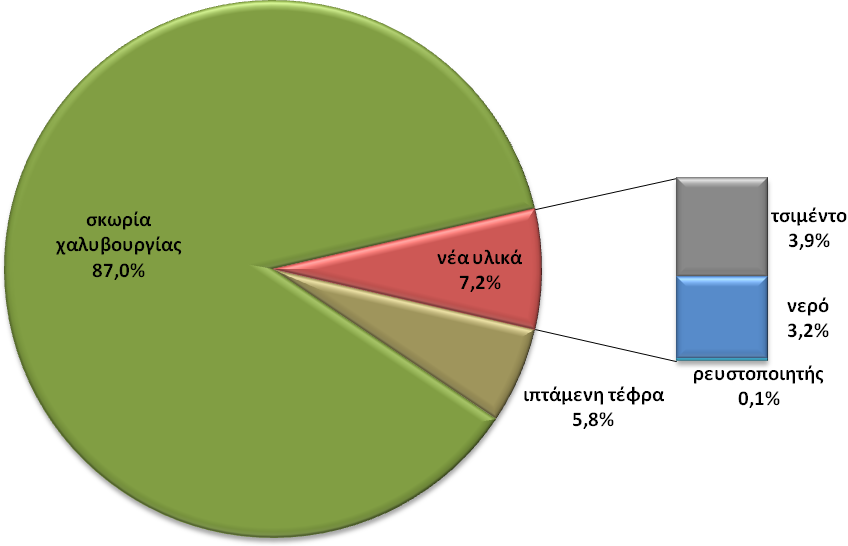 σκωρία
χαλυβουργίας
87,0%
νέα υλικά
7,2%
ιπτάμενη τέφρα
5,8%
τσιμέντο
3,9%
νερό
3,2%
ρευστοποιητής
0,1%